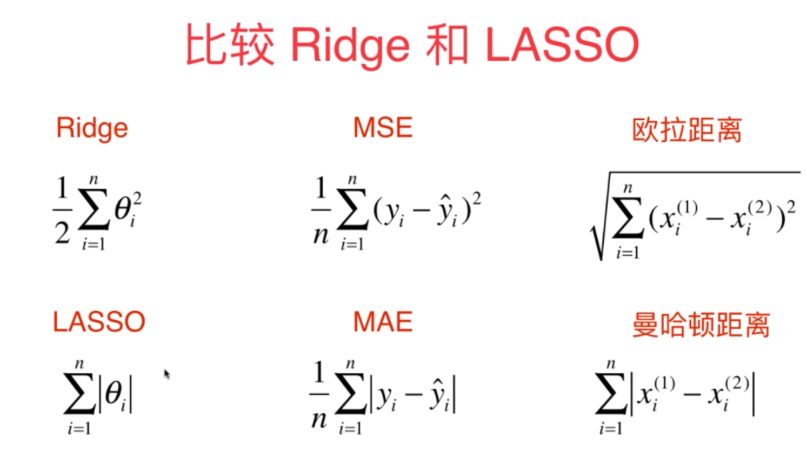 比较 Ridge 和 LASSO
Ridge MSE 欧拉距离
$\frac{1}{2}\sum_{i=1}^{n}\theta_i^2$ $\frac{1}{n}\sum_{i=1}^{n}(y_i-\hat{y}_i)^2$ $\sqrt{\sum_{i=1}^{n}(x_i^{(1)}-x_i^{(2)})^2}$
LASSO MAE 曼哈顿距离
$\sum_{i=1}^{n}|\theta_i|$ $\frac{1}{n}\sum_{i=1}^{n}|y_i-\hat{y}_i|$ $\sum_{i=1}^{n}|x_i^{(1)}-x_i^{(2)}|$